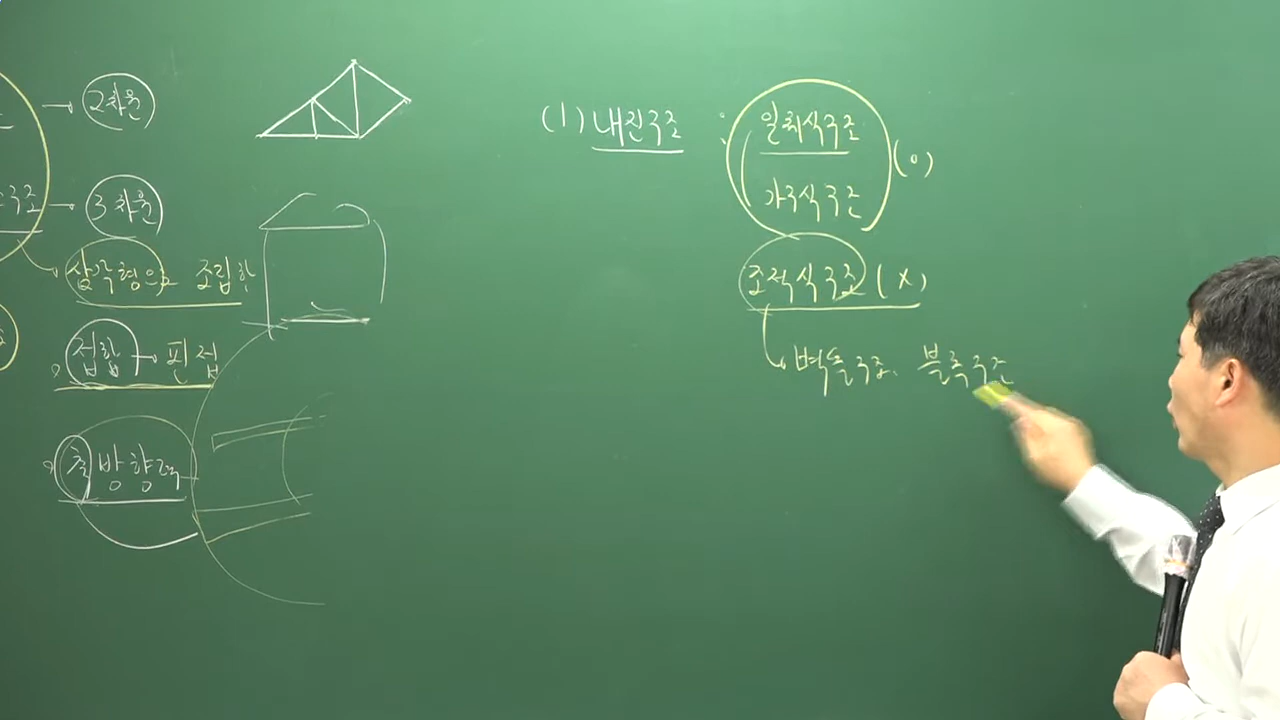 → 2차원
구조 → 3차원
삼각형으로 조립한
접합 → 핀접
축방향력
(1) 내진구조 : 일체식구조
가구식구조 (O)
조적식구조 (X)
벽돌구조, 블록구조